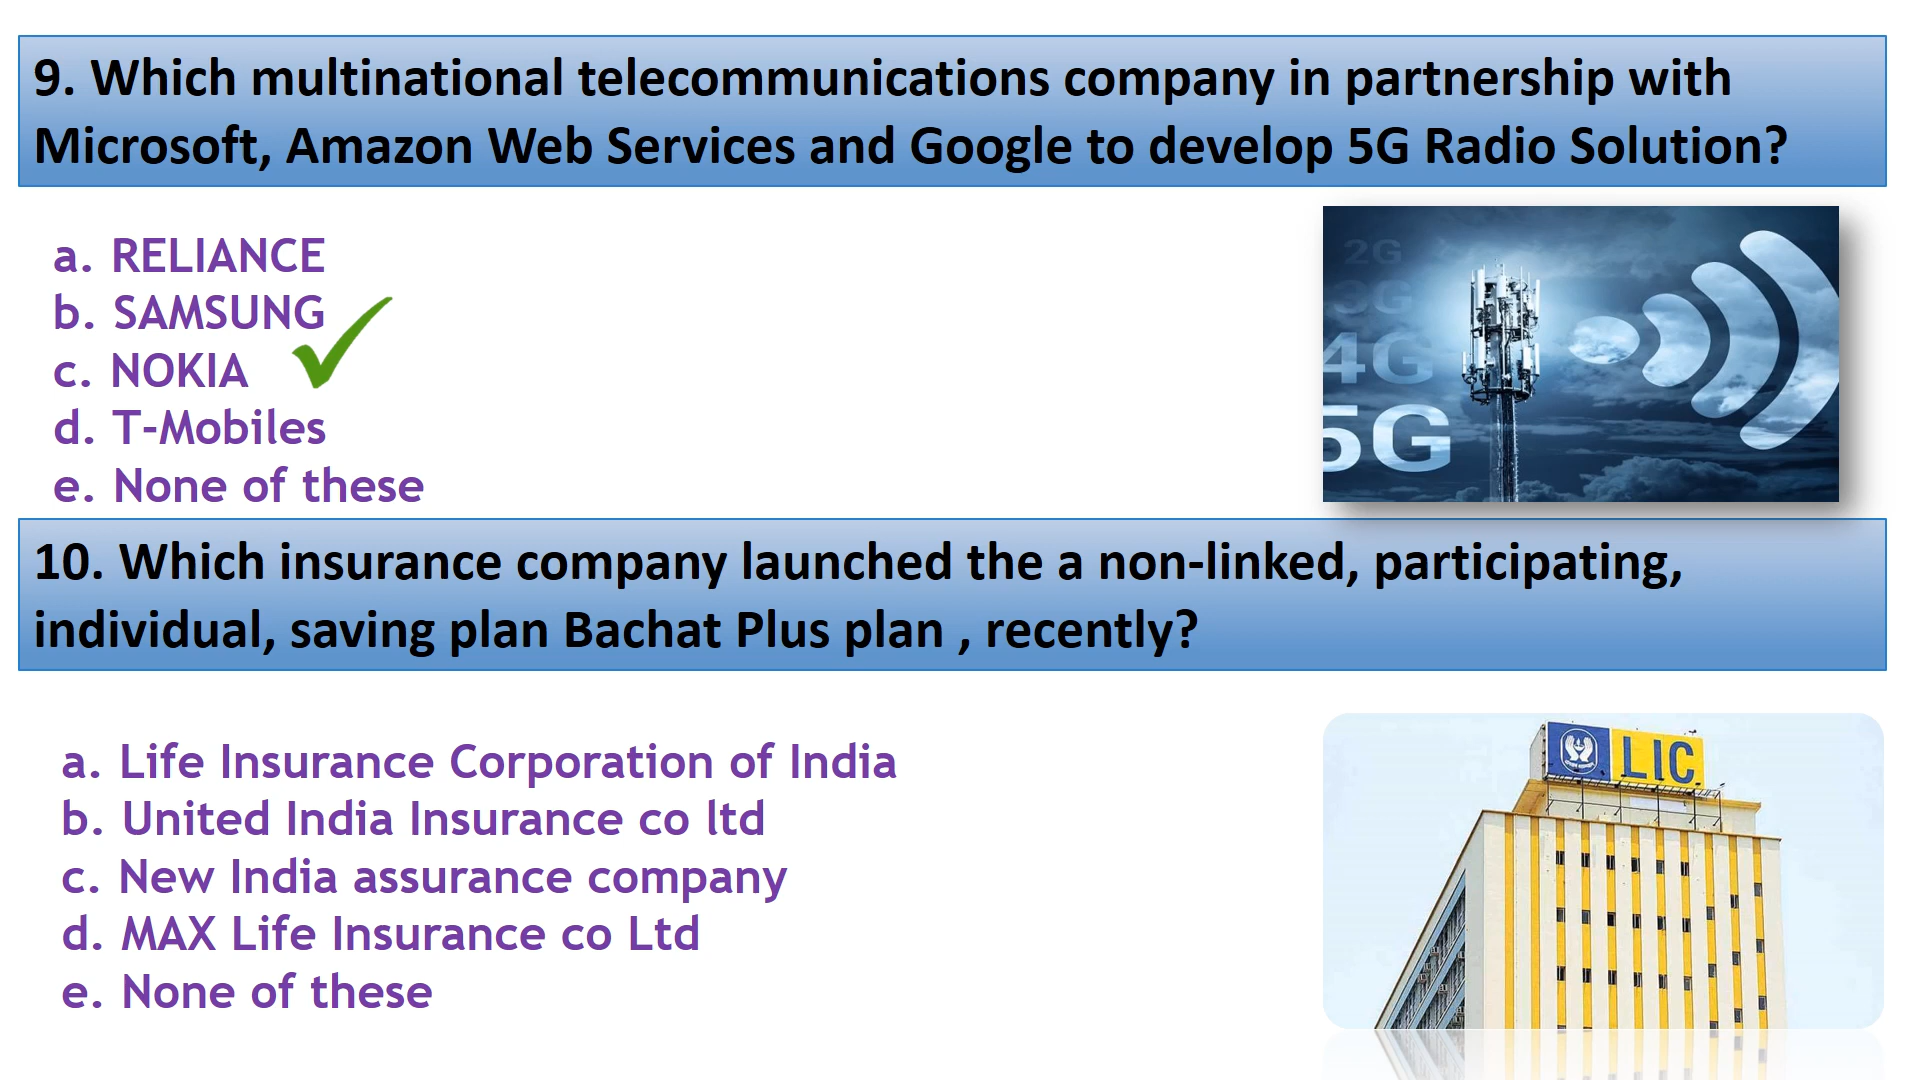 9. Which multinational telecommunications company in partnership with
Microsoft, Amazon Web Services and Google to develop 5G Radio Solution?
a. RELIANCE
b. SAMSUNG
c. NOKIA
d. T-Mobiles
e. None of these
2G
3G
4G
5G
10. Which insurance company launched the a non-linked, participating,
individual, saving plan Bachat Plus plan , recently?
a. Life Insurance Corporation of India
b. United India Insurance co ltd
c. New India assurance company
d. MAX Life Insurance co Ltd
e. None of these
LIC